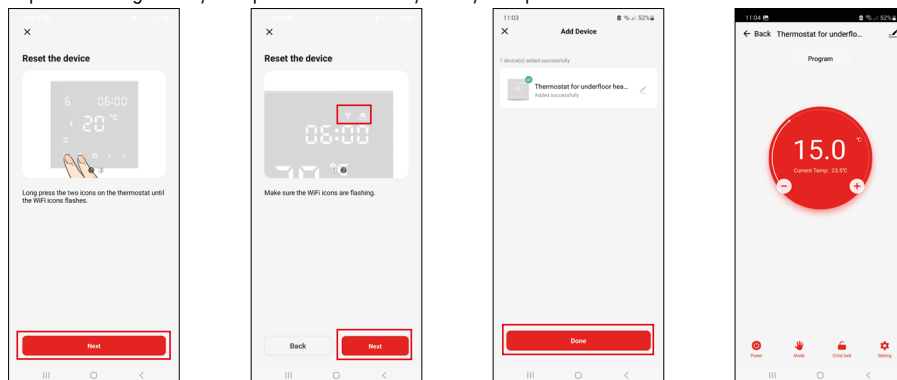 Reset the device
6 06:00
20 °C
Long press the two icons on the thermostat until
the WiFi icons flashes.
Next
Reset the device
06:00
Make sure the WiFi icons are flashing.
Back
Next
11:03
52%
Add Device
1 device(s) added successfully
Thermostat for underfloor hea...
Added successfully
Done
11:04
52%
Back Thermostat for underflo...
Program
15.0 °C
Current Temp: 23.5°C
Power
Mode
Child lock
Setting